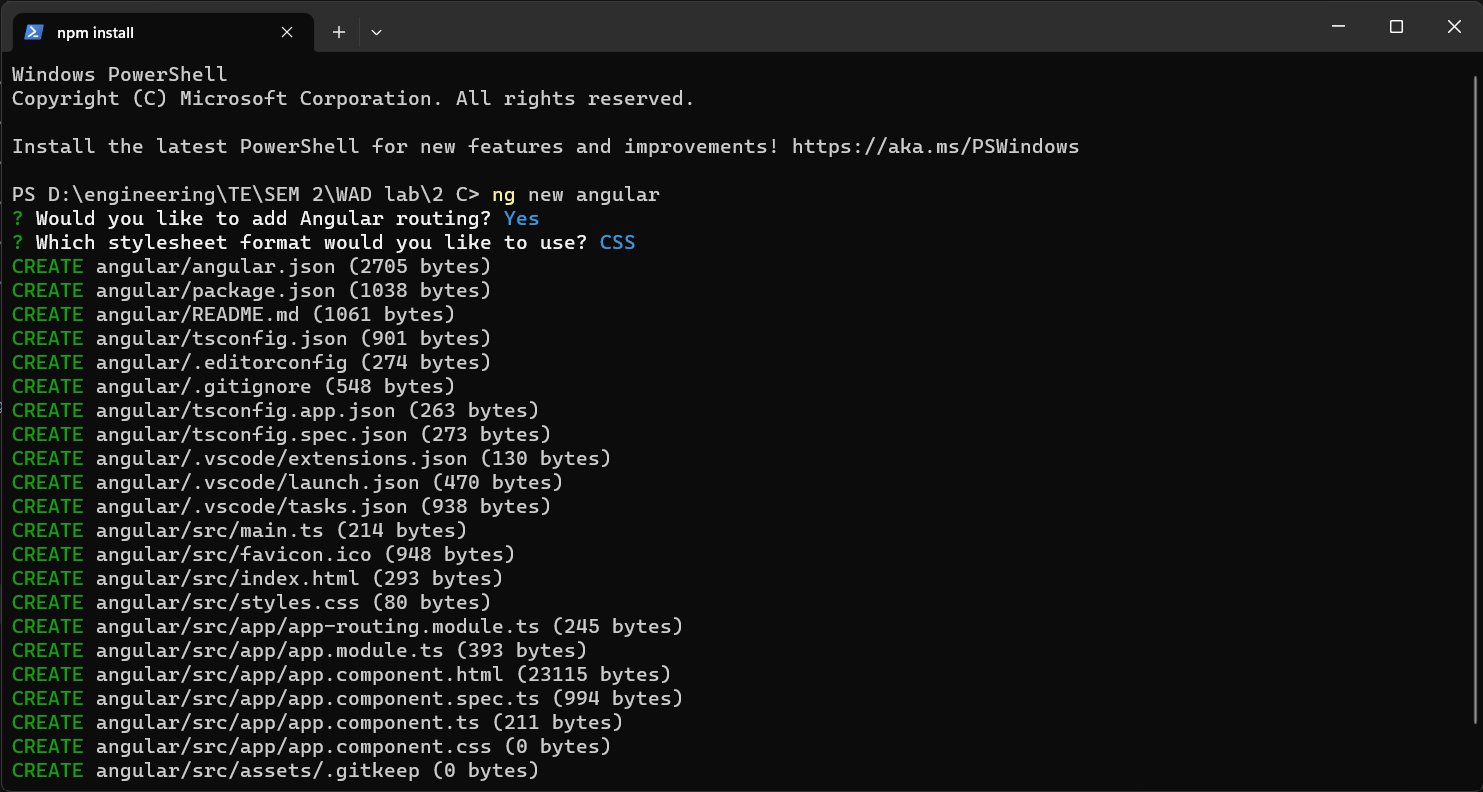 npm install
Windows PowerShell
Copyright (C) Microsoft Corporation. All rights reserved.
Install the latest PowerShell for new features and improvements! https://aka.ms/PSWindows
PS D:\engineering\TE\SEM 2\WAD lab\2 C> ng new angular
? Would you like to add Angular routing? Yes
? Which stylesheet format would you like to use? CSS
CREATE angular/angular.json (2705 bytes)
CREATE angular/package.json (1038 bytes)
CREATE angular/README.md (1061 bytes)
CREATE angular/tsconfig.json (901 bytes)
CREATE angular/.editorconfig (274 bytes)
CREATE angular/.gitignore (548 bytes)
CREATE angular/tsconfig.app.json (263 bytes)
CREATE angular/tsconfig.spec.json (273 bytes)
CREATE angular/.vscode/extensions.json (130 bytes)
CREATE angular/.vscode/launch.json (470 bytes)
CREATE angular/.vscode/tasks.json (938 bytes)
CREATE angular/src/main.ts (214 bytes)
CREATE angular/src/favicon.ico (948 bytes)
CREATE angular/src/index.html (293 bytes)
CREATE angular/src/styles.css (80 bytes)
CREATE angular/src/app/app-routing.module.ts (245 bytes)
CREATE angular/src/app/app.module.ts (393 bytes)
CREATE angular/src/app/app.component.html (23115 bytes)
CREATE angular/src/app/app.component.spec.ts (994 bytes)
CREATE angular/src/app/app.component.ts (211 bytes)
CREATE angular/src/app/app.component.css (0 bytes)
CREATE angular/src/assets/.gitkeep (0 bytes)